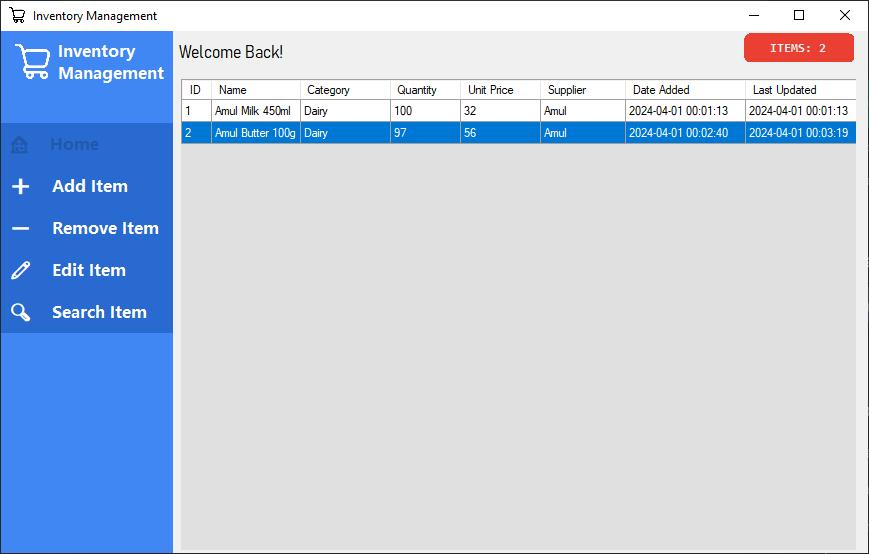 Inventory Management
Inventory
Management
Welcome Back!
ITEMS: 2
Home
Add Item
Remove Item
Edit Item
Search Item
ID Name Category Quantity Unit Price Supplier Date Added Last Updated
1 Amul Milk 450ml Dairy 100 32 Amul 2024-04-01 00:01:13 2024-04-01 00:01:13
2 Amul Butter 100g Dairy 97 56 Amul 2024-04-01 00:02:40 2024-04-01 00:03:19